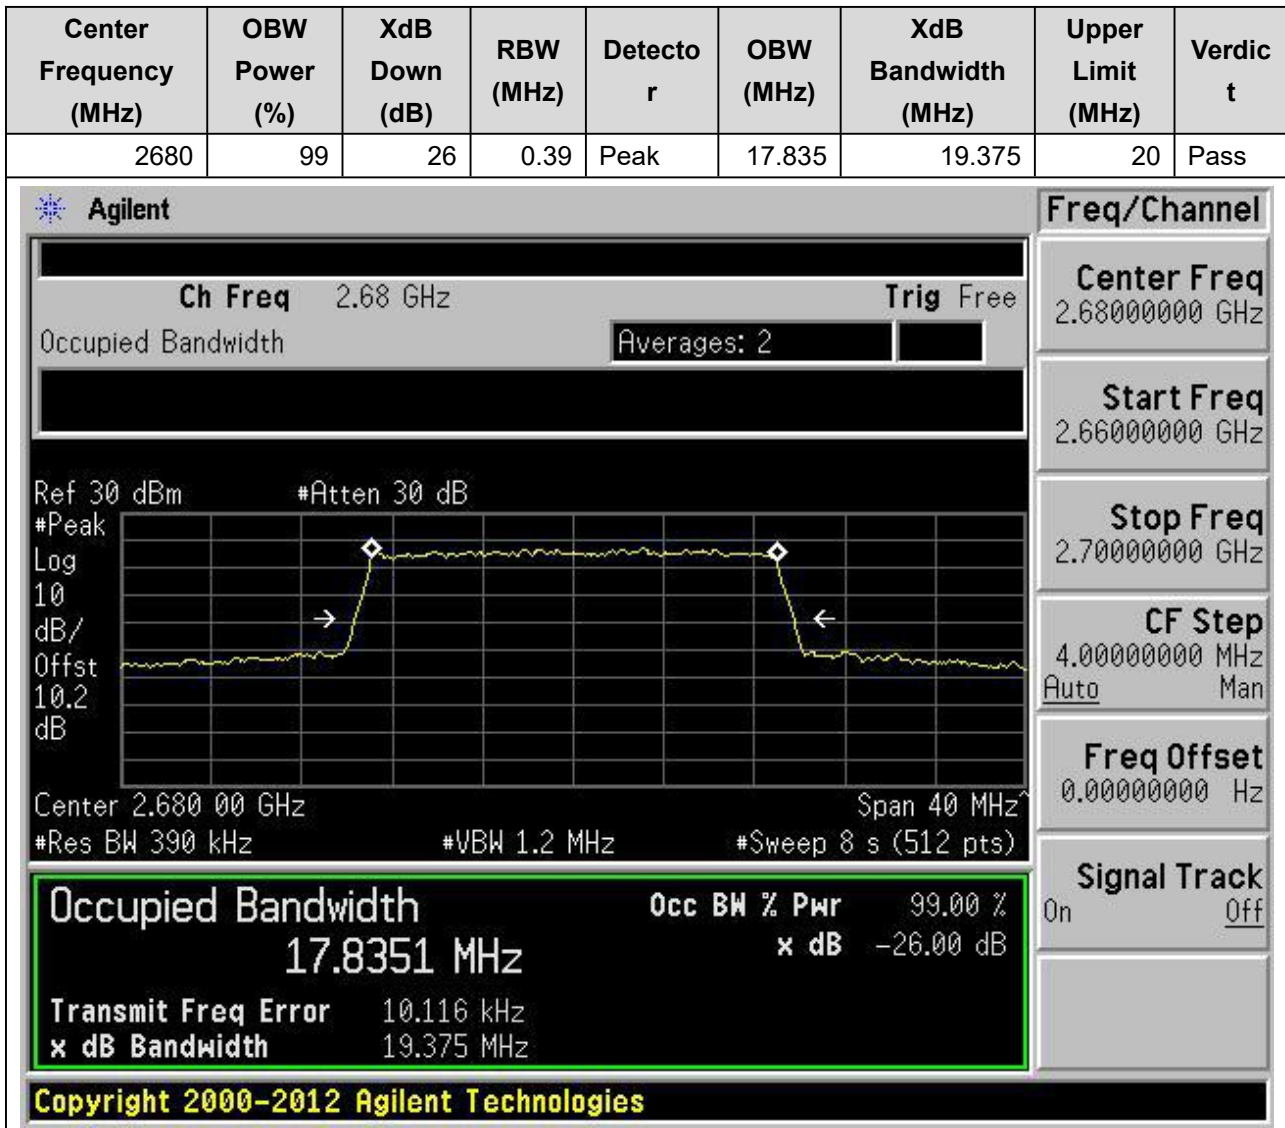 Center Frequency (MHz) OBW Power (%) XdB Down (dB) RBW (MHz) Detecto r OBW (MHz) XdB Bandwidth (MHz) Upper Limit (MHz) Verdic t
2680 99 26 0.39 Peak 17.835 19.375 20 Pass
Agilent
Freq/Channel
Ch Freq 2.68 GHz Trig Free
Occupied Bandwidth Averages: 2
Center Freq
2.68000000 GHz
Start Freq
2.66000000 GHz
Stop Freq
2.70000000 GHz
CF Step
4.00000000 MHz
Auto Man
Freq Offset
0.00000000 Hz
Signal Track
On Off
Ref 30 dBm #Atten 30 dB
#Peak
Log
10
dB/
Offst
10.2
dB
Center 2.680 00 GHz Span 40 MHz^
#Res BW 390 kHz #VBW 1.2 MHz #Sweep 8 s (512 pts)
Occupied Bandwidth Occ BW % Pwr 99.00 %
17.8351 MHz x dB -26.00 dB
Transmit Freq Error 10.116 kHz
x dB Bandwidth 19.375 MHz
Copyright 2000-2012 Agilent Technologies